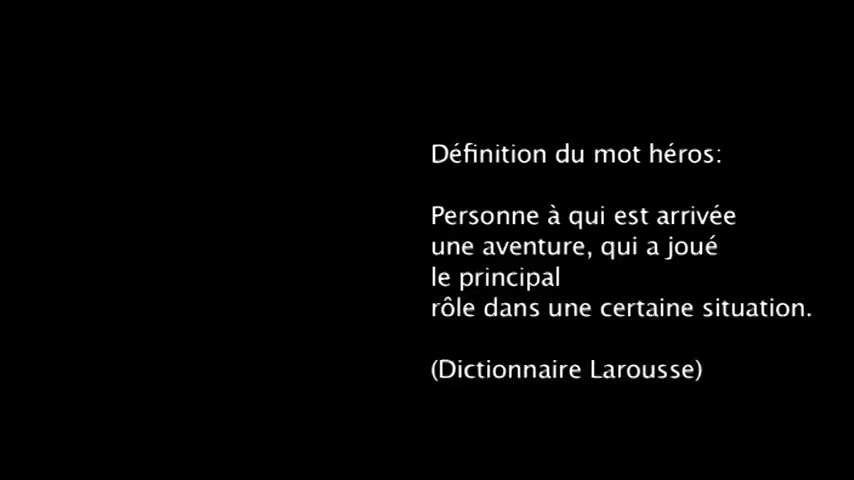 Définition du mot héros:
Personne à qui est arrivée
une aventure, qui a joué
le principal
rôle dans une certaine situation.
(Dictionnaire Larousse)